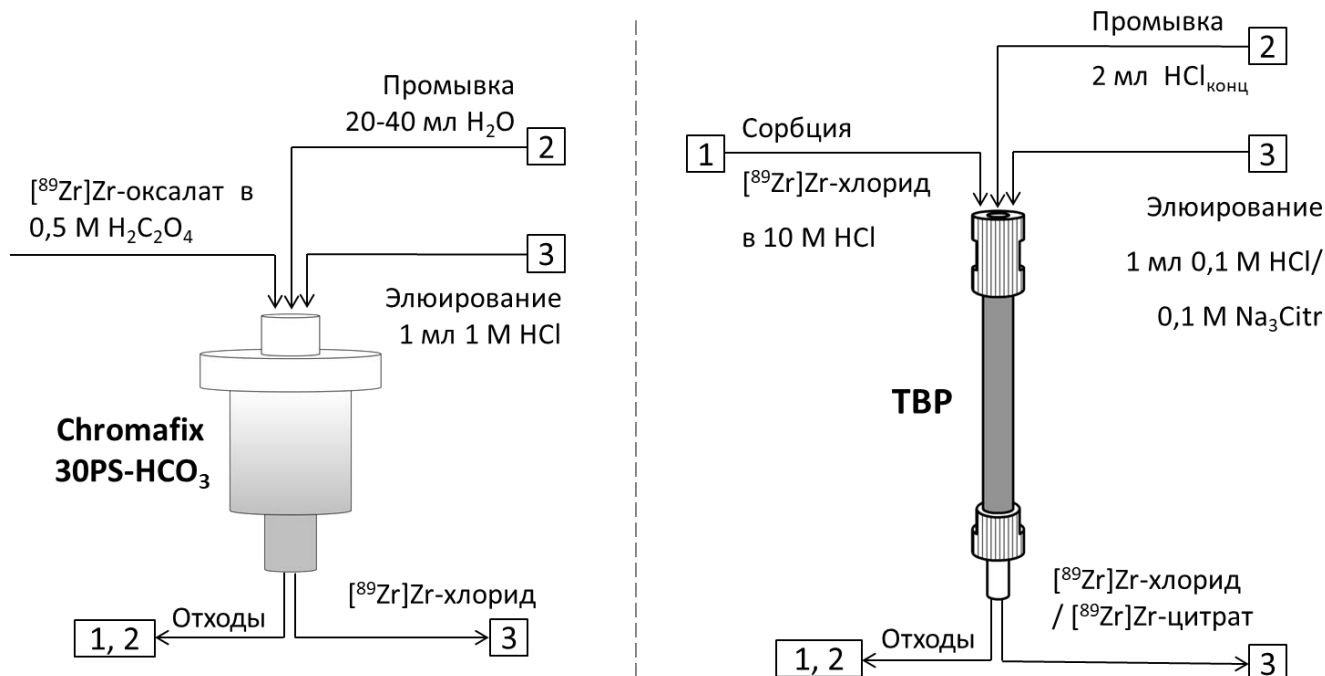 Промывка
20-40 мл H₂O
2
[⁸⁹Zr]Zr-оксалат в
0,5 М H₂C₂O₄
3
Элюирование
1 мл 1 М HCl
Chromafix
30PS-HCO₃
[⁸⁹Zr]Zr-хлорид
Отходы
1, 2
3
Промывка
2
2 мл HClконц
Сорбция
1
3
[⁸⁹Zr]Zr-хлорид
в 10 М HCl
Элюирование
1 мл 0,1 М HCl/
0,1 М Na₃Citr
TBP
[⁸⁹Zr]Zr-хлорид
/ [⁸⁹Zr]Zr-цитрат
Отходы
1, 2
3